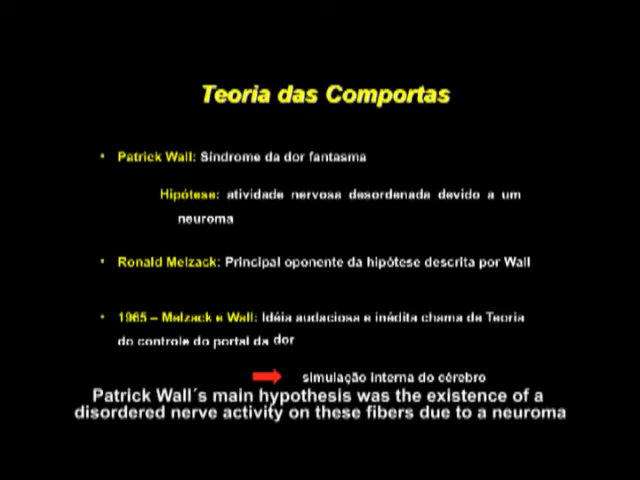 Teoria das Comportas
• Patrick Wall: Síndrome da dor fantasma
Hipótese: atividade nervosa desordenada devido a um
neuroma
• Ronald Melzack: Principal oponente da hipótese descrita por Wall
• 1965 – Melzack e Wall: Idéia audaciosa e inédita chama de Teoria
do controle do portal da dor
simulação interna do cérebro
Patrick Wall´s main hypothesis was the existence of a
disordered nerve activity on these fibers due to a neuroma